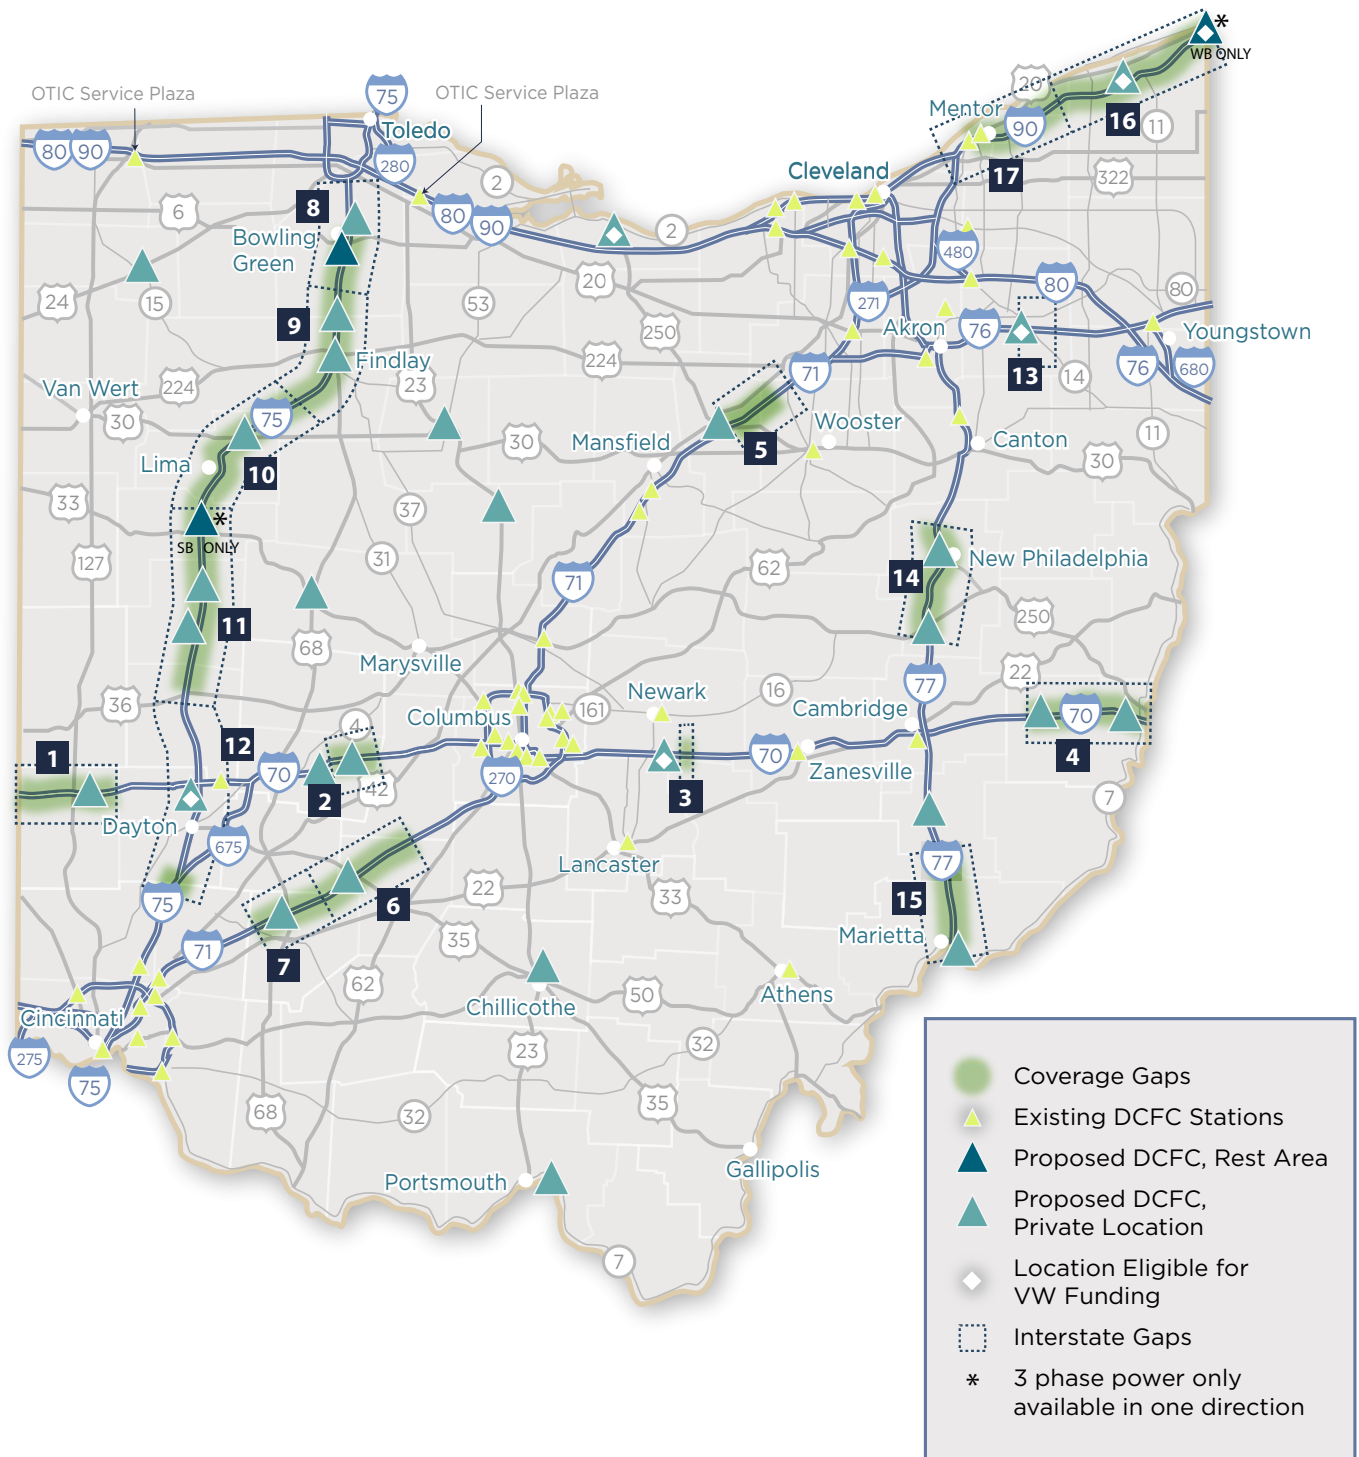 *
WB ONLY
OTIC Service Plaza
75
OTIC Service Plaza
20
Mentor
90
16
11
Toledo
80
90
280
2
Cleveland
17
322
6
8
80
90
2
Bowling
Green
480
24
15
53
20
271
80
80
9
250
Akron
76
Youngstown
Findlay
224
71
13
14
76
680
Van Wert
224
23
30
75
Wooster
11
Mansfield
30
5
Canton
30
Lima
10
33
*
SB ONLY
37
127
31
62
New Philadelphia
71
14
250
11
68
Marysville
22
77
36
Newark
16
161
Columbus
Cambridge
70
4
12
4
1
70
270
70
Zanesville
2
42
3
7
Dayton
675
Lancaster
77
22
33
15
75
6
35
Marietta
71
7
62
Chillicothe
50
Athens
Cincinnati
275
75
23
32
68
32
35
Gallipolis
Portsmouth
7
Coverage Gaps
Existing DCFC Stations
Proposed DCFC, Rest Area
Proposed DCFC,
Private Location
Location Eligible for
VW Funding
Interstate Gaps
* 3 phase power only
available in one direction